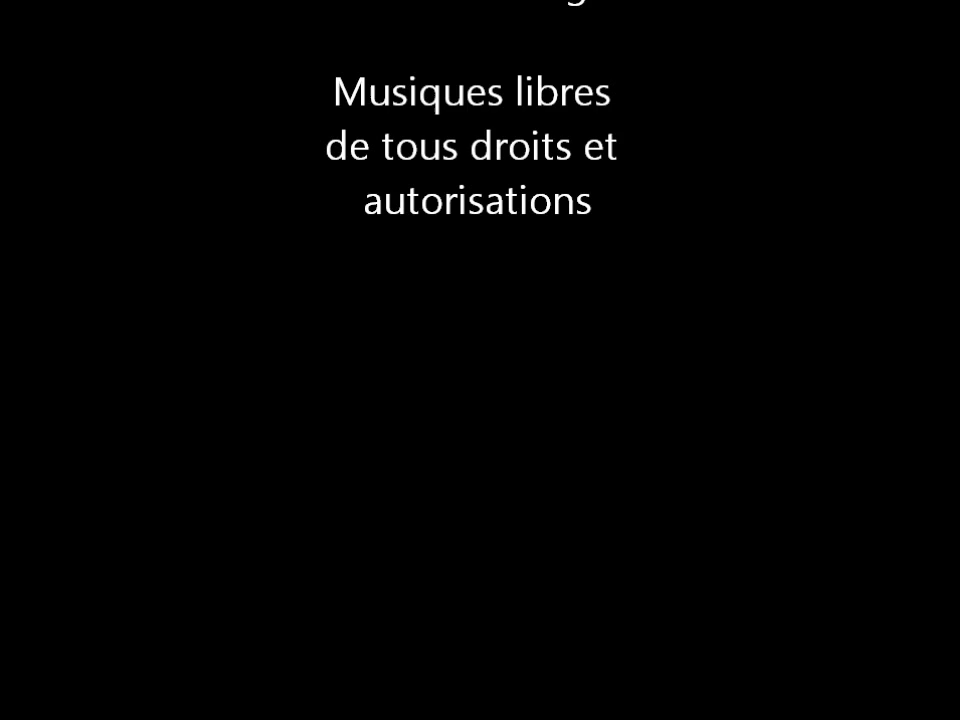 Musiques libres
de tous droits et
autorisations